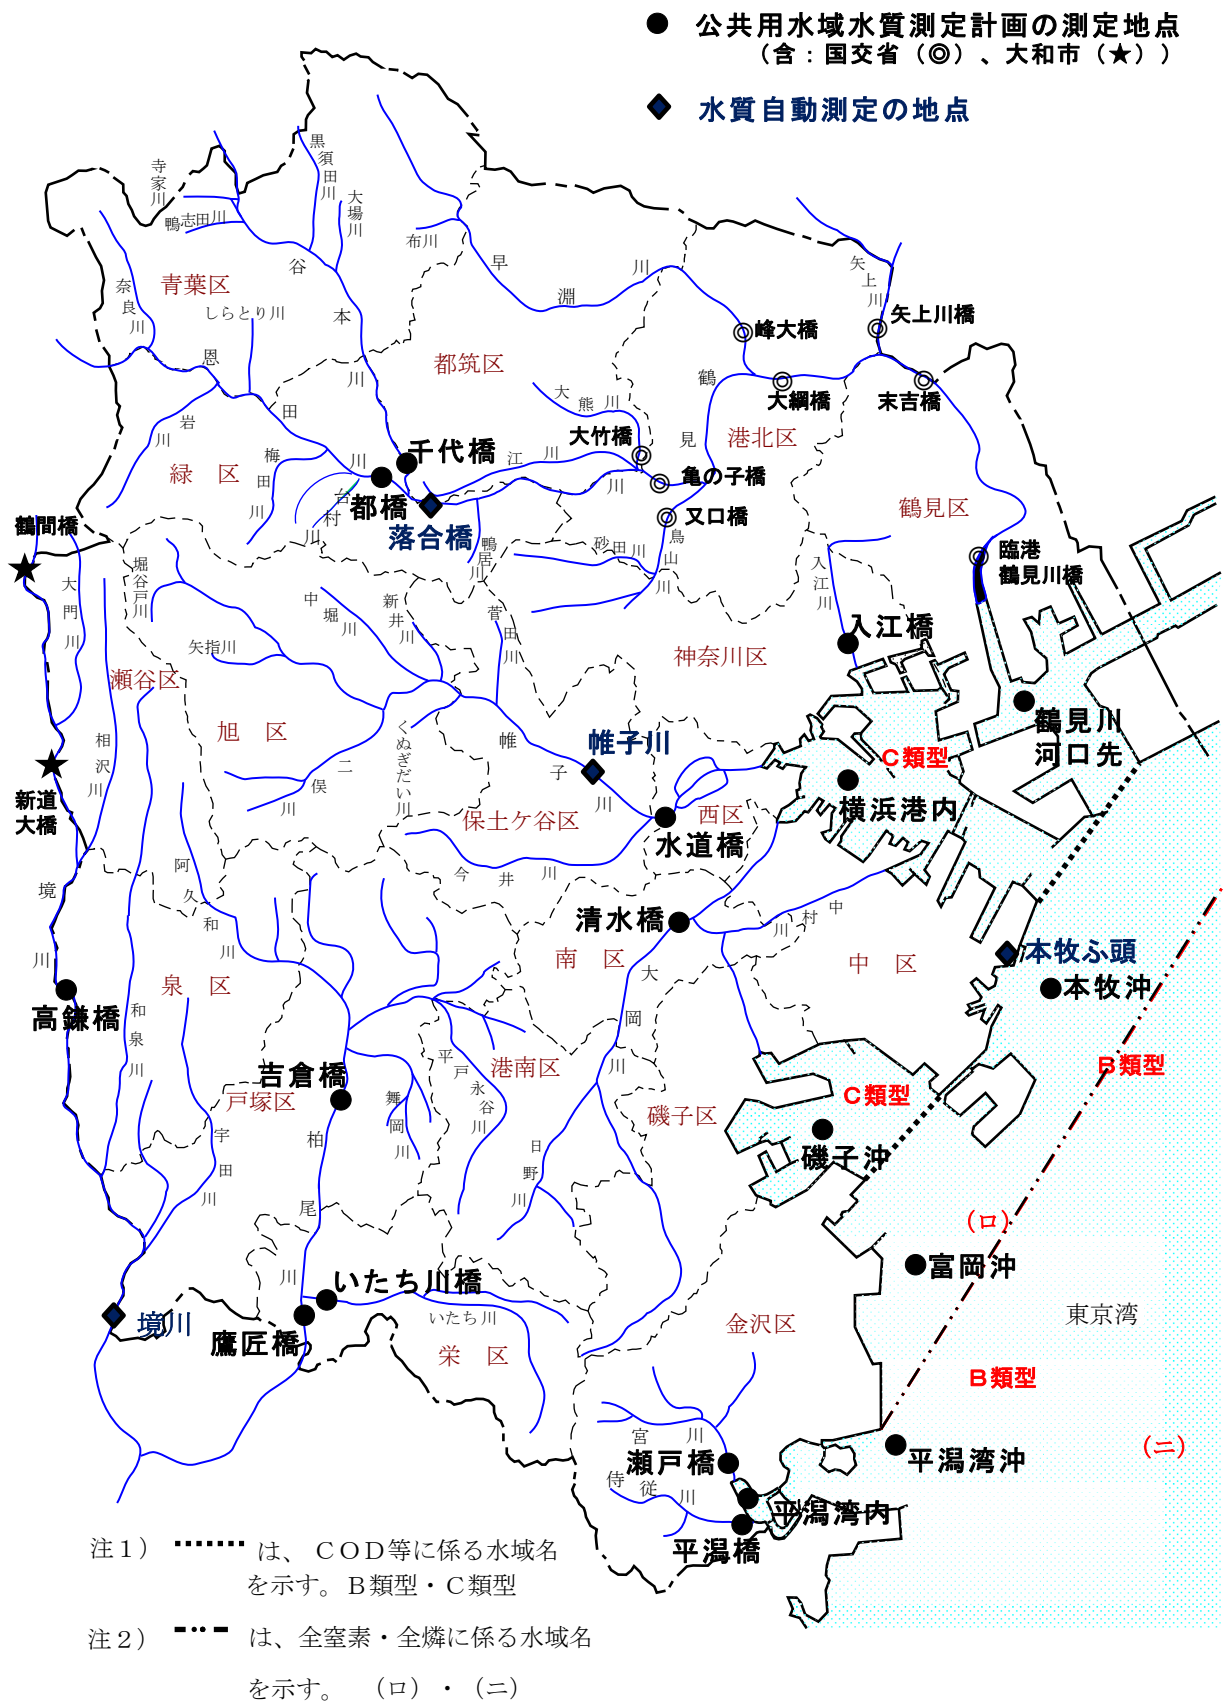 ● 公共用水域水質測定計画の測定地点
（含：国交省（◎）、大和市（★））
◆ 水質自動測定の地点
寺家川
鴨志田川
黒須田川
大場川
布川
谷本川
早淵川
矢上川
奈良川
青葉区
しらとり川
恩田川
都筑区
峰大橋
矢上川橋
大綱橋
末吉橋
鶴見川
大熊川
大竹橋
港北区
岩川
梅田川
緑区
千代橋
江川
亀の子橋
都橋
台村川
落合橋
又口橋
鶴見区
鶴間橋
鴨居川
砂田川
鳥山川
臨港
鶴見川橋
入江川
堀谷戸川
大門川
中堀川
新井川
菅田川
入江橋
矢指川
神奈川区
瀬谷区
旭区
相沢川
くぬぎだい川
帷子川
帷子川
二俣川
C類型
鶴見川
河口先
新道
大橋
保土ケ谷区
西区
横浜港内
水道橋
今井川
阿久和川
境川
清水橋
中村川
南区
大岡川
中区
本牧ふ頭
本牧沖
泉区
高鎌橋
和泉川
港南区
平戸永谷川
吉倉橋
戸塚区
舞岡川
B類型
C類型
磯子区
磯子沖
柏尾川
日野川
宇田川
（ロ）
富岡沖
いたち川橋
境川
鷹匠橋
いたち川
栄区
金沢区
東京湾
B類型
宮川
瀬戸橋
平潟湾沖
（ニ）
侍従川
平潟湾内
平潟橋
注１） は、ＣＯＤ等に係る水域名
を示す。Ｂ類型・Ｃ類型
注２） は、全窒素・全燐に係る水域名
を示す。 （ロ）・（ニ）